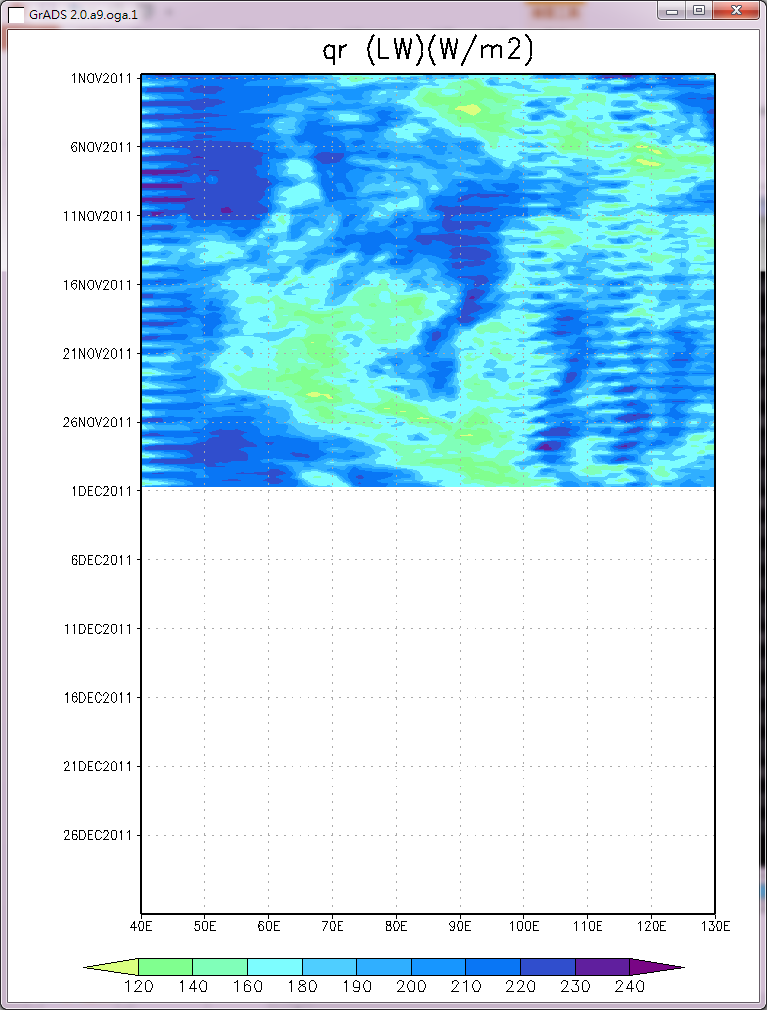 GrADS 2.0.a9.oga.1
qr (LW)(W/m2)
1NOV2011
6NOV2011
11NOV2011
16NOV2011
21NOV2011
26NOV2011
1DEC2011
6DEC2011
11DEC2011
16DEC2011
21DEC2011
26DEC2011
40E 50E 60E 70E 80E 90E 100E 110E 120E 130E
120 140 160 180 190 200 210 220 230 240